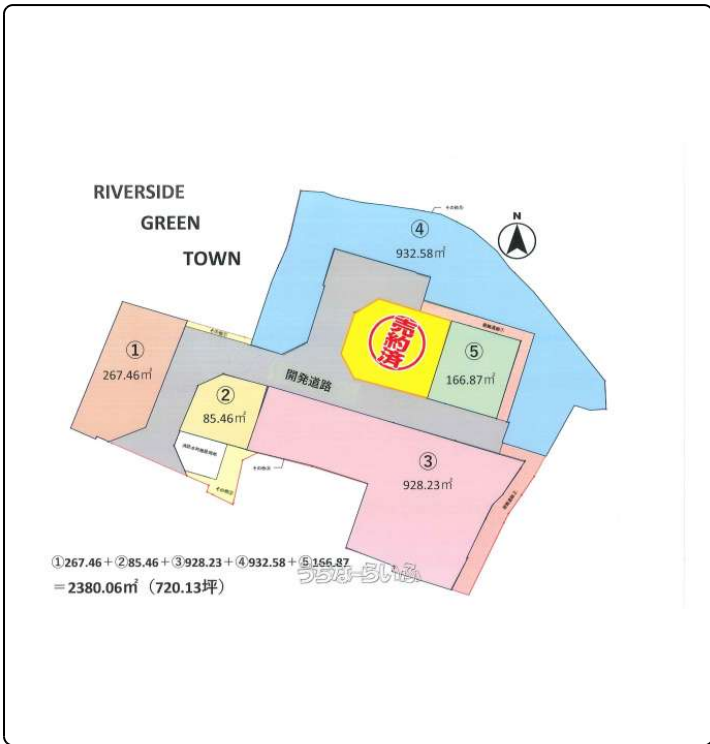 RIVERSIDE
GREEN
TOWN
N
④
932.58㎡
売約済
①
267.46㎡
⑤
166.87㎡
開発道路
②
85.46㎡
③
928.23㎡
①267.46+②85.46+③928.23+④932.58+⑤166.87
=2380.06㎡(720.13坪)
うちなーらいふ